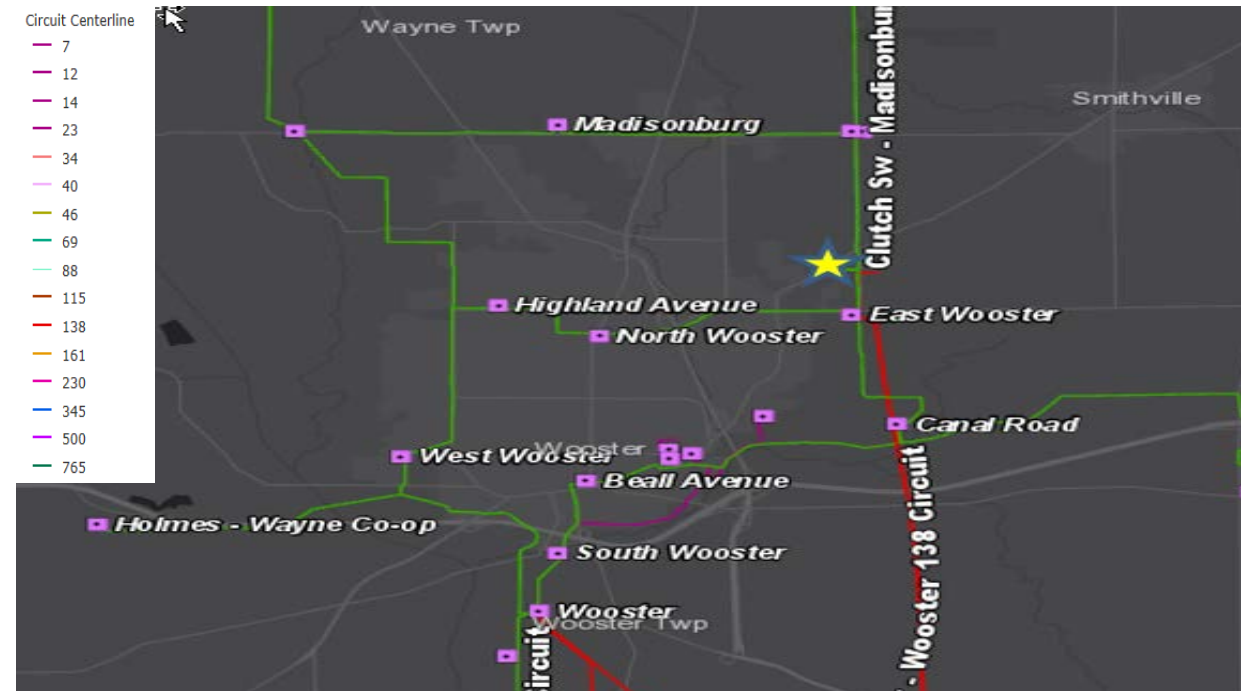 Circuit Centerline
7
12
14
23
34
40
46
69
88
115
138
161
230
345
500
765
Wayne Twp
Smithville
Madisonburg
Clutch Sw - Madisonbur
Highland Avenue
East Wooster
North Wooster
Canal Road
Wooster
West Wooster
Beall Avenue
Holmes - Wayne Co-op
South Wooster
Wooster
Wooster Twp
- Wooster 138 Circuit
ircuit